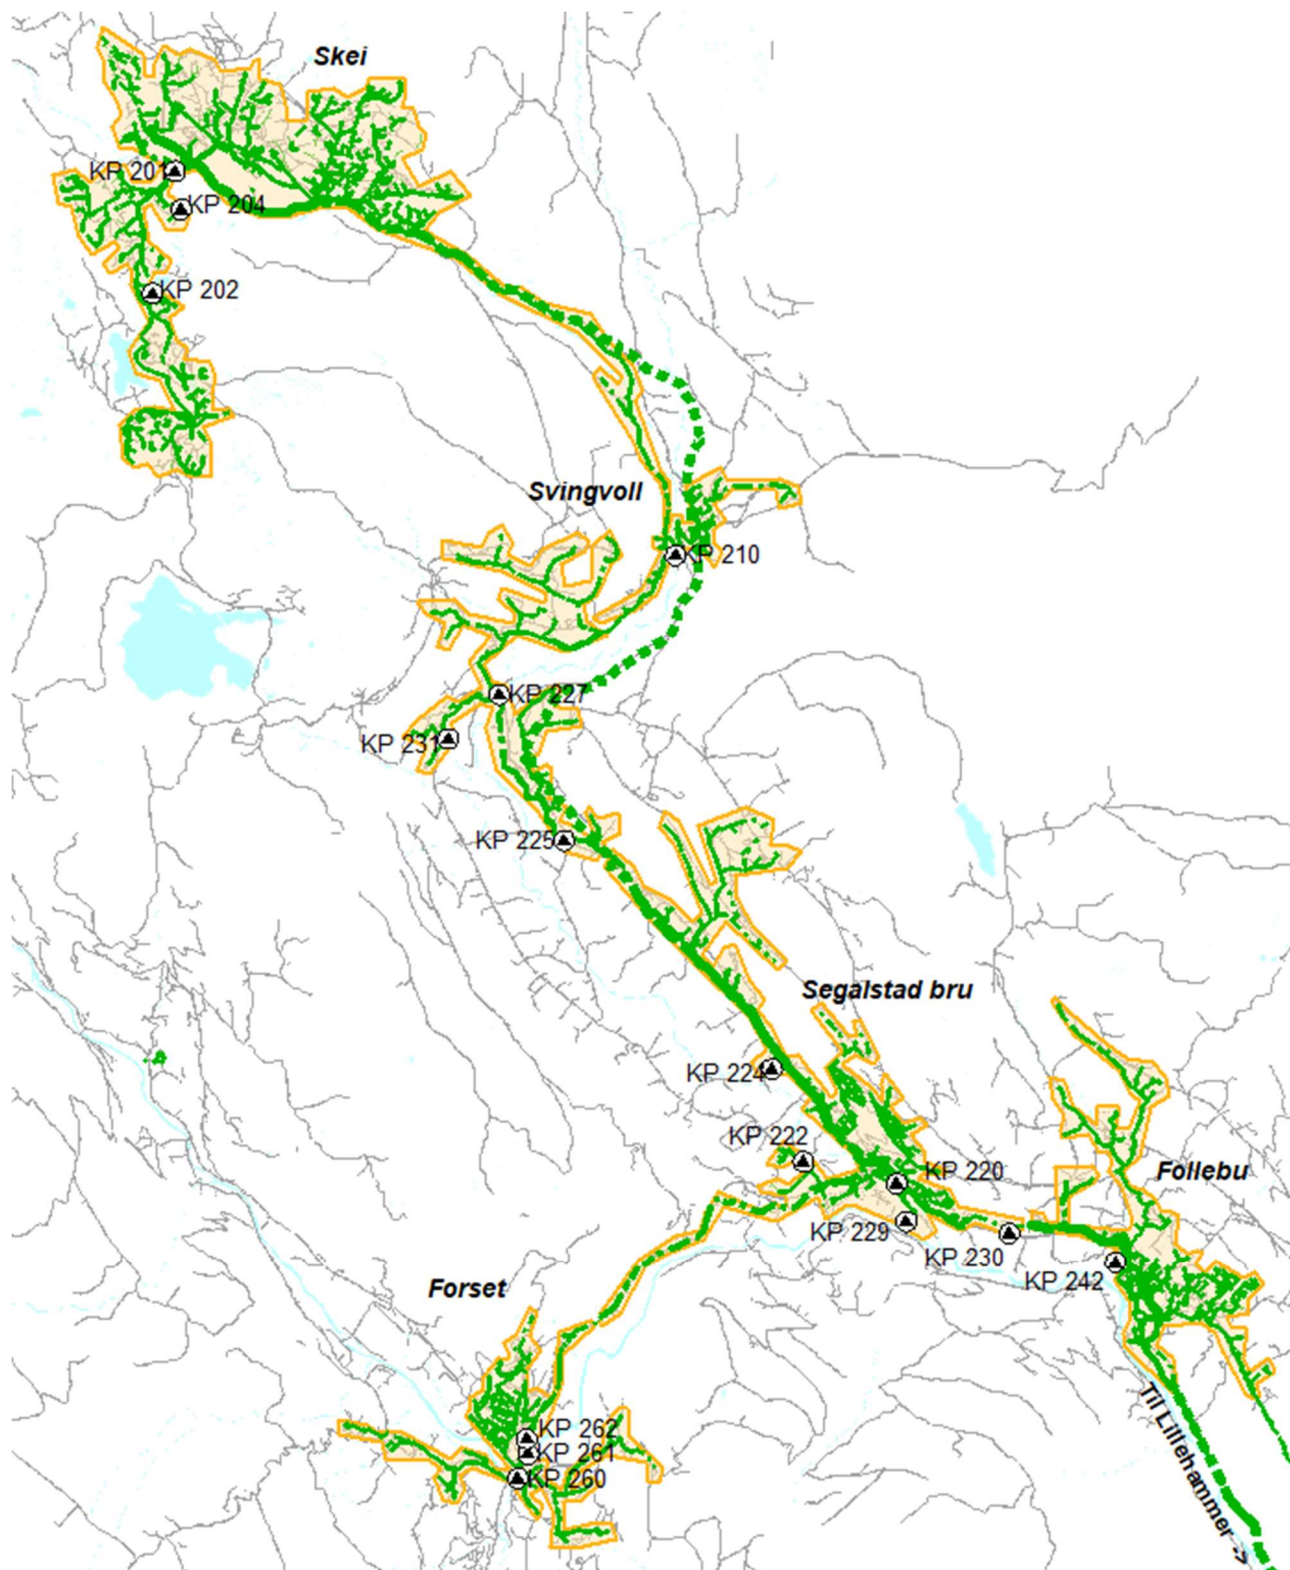 Skei
KP 201
KP 204
KP 202
Svingvoll
KP 210
KP 227
KP 231
KP 225
Segalstad bru
KP 224
KP 222
KP 220
Follebu
KP 229
KP 230
KP 242
Forset
Til Lillehammer ->
KP 262
KP 261
KP 260